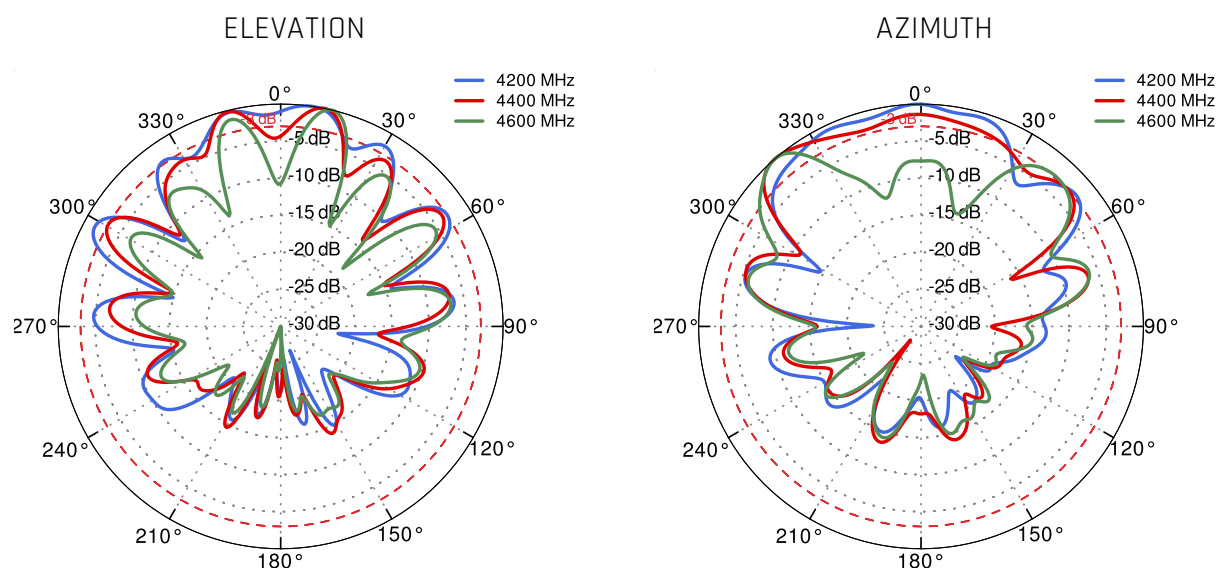 ELEVATION
4200 MHz
4400 MHz
4600 MHz
0°
30°
60°
90°
120°
150°
180°
210°
240°
270°
300°
330°
-3 dB
-5 dB
-10 dB
-15 dB
-20 dB
-25 dB
-30 dB
AZIMUTH
4200 MHz
4400 MHz
4600 MHz
0°
30°
60°
90°
120°
150°
180°
210°
240°
270°
300°
330°
-3 dB
-5 dB
-10 dB
-15 dB
-20 dB
-25 dB
-30 dB